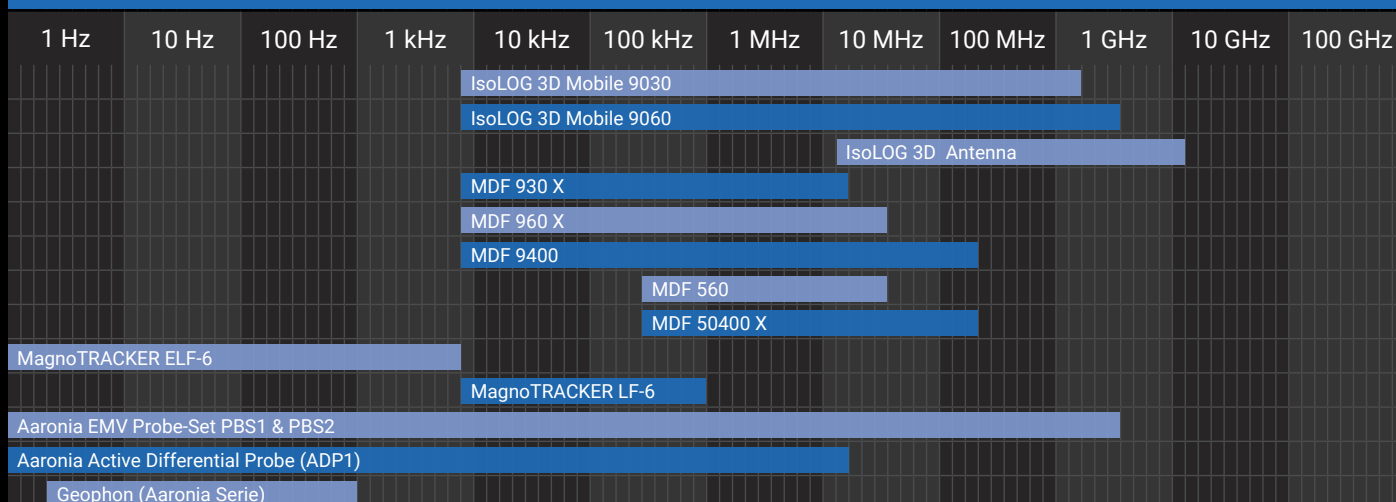 1 Hz 10 Hz 100 Hz 1 kHz 10 kHz 100 kHz 1 MHz 10 MHz 100 MHz 1 GHz 10 GHz 100 GHz
IsoLOG 3D Mobile 9030
IsoLOG 3D Mobile 9060
IsoLOG 3D Antenna
MDF 930 X
MDF 960 X
MDF 9400
MDF 560
MDF 50400 X
MagnoTRACKER ELF-6
MagnoTRACKER LF-6
Aaronia EMV Probe-Set PBS1 & PBS2
Aaronia Active Differential Probe (ADP1)
Geophon (Aaronia Serie)